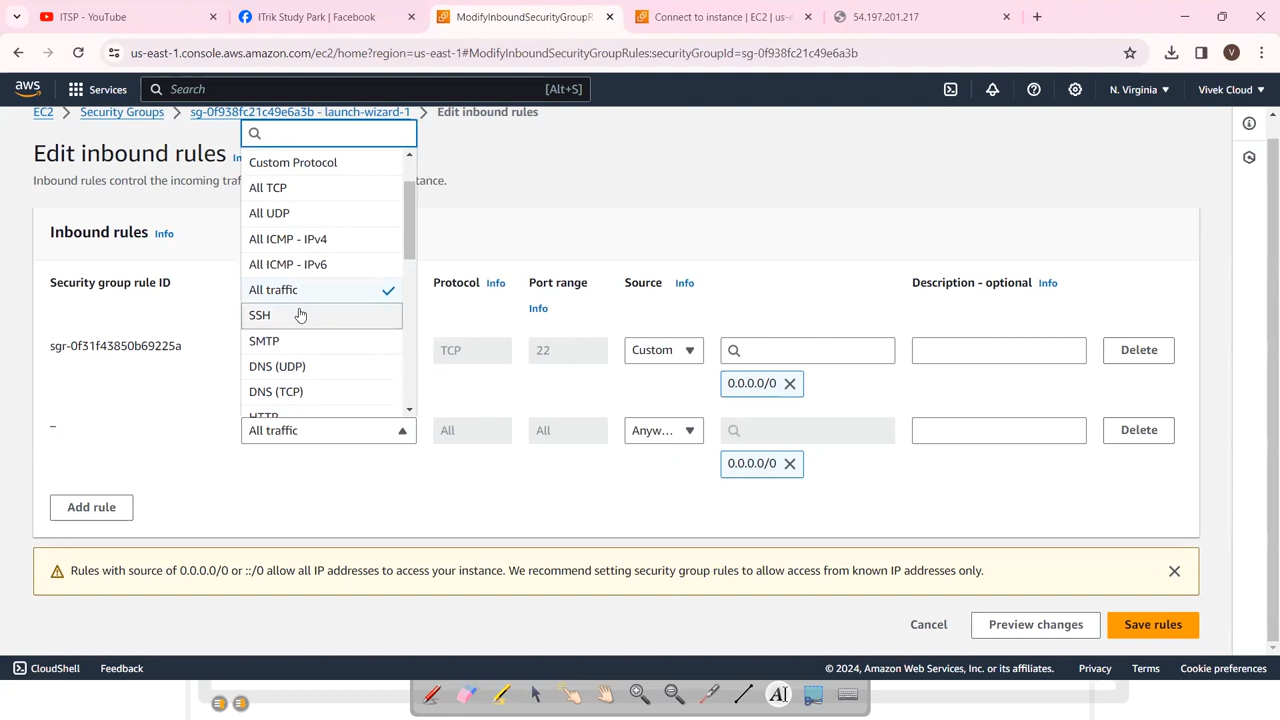 ITSP - YouTube
ITrik Study Park | Facebook
ModifyInboundSecurityGroupR
Connect to instance | EC2 | us-e
54.197.201.217
us-east-1.console.aws.amazon.com/ec2/home?region=us-east-1#ModifyInboundSecurityGroupRules:securityGroupId=sg-0f938fc21c49e6a3b
V
aws
Services
Search
[Alt+S]
N. Virginia
Vivek Cloud
EC2
Security Groups
sg-0f938fc21c49e6a3b - launch-wizard-1
Edit inbound rules
Edit inbound rules
Inbound rules control the incoming tra
tance.
Custom Protocol
All TCP
All UDP
All ICMP - IPv4
All ICMP - IPv6
All traffic
SSH
SMTP
DNS (UDP)
DNS (TCP)
HTTP
Inbound rules Info
Security group rule ID
Protocol Info
Port range
Info
Source Info
Description - optional Info
sgr-0f31f43850b69225a
TCP
22
Custom
0.0.0.0/0
Delete
–
All traffic
All
All
Anyw...
0.0.0.0/0
Delete
Add rule
Rules with source of 0.0.0.0/0 or ::/0 allow all IP addresses to access your instance. We recommend setting security group rules to allow access from known IP addresses only.
Cancel
Preview changes
Save rules
CloudShell
Feedback
© 2024, Amazon Web Services, Inc. or its affiliates.
Privacy
Terms
Cookie preferences
A